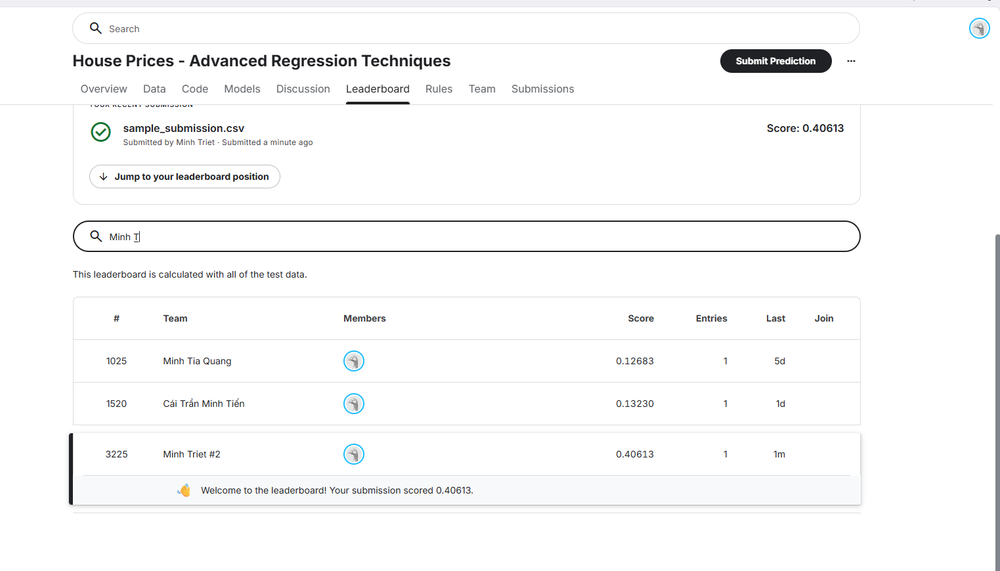 Search
House Prices - Advanced Regression Techniques
Submit Prediction
Overview Data Code Models Discussion Leaderboard Rules Team Submissions
YOUR RECENT SUBMISSION
sample_submission.csv
Score: 0.40613
Submitted by Minh Triet · Submitted a minute ago
Jump to your leaderboard position
Minh T
This leaderboard is calculated with all of the test data.
# Team Members Score Entries Last Join
1025 Minh Tia Quang 0.12683 1 5d
1520 Cái Trần Minh Tiến 0.13230 1 1d
3225 Minh Triet #2 0.40613 1 1m
Welcome to the leaderboard! Your submission scored 0.40613.